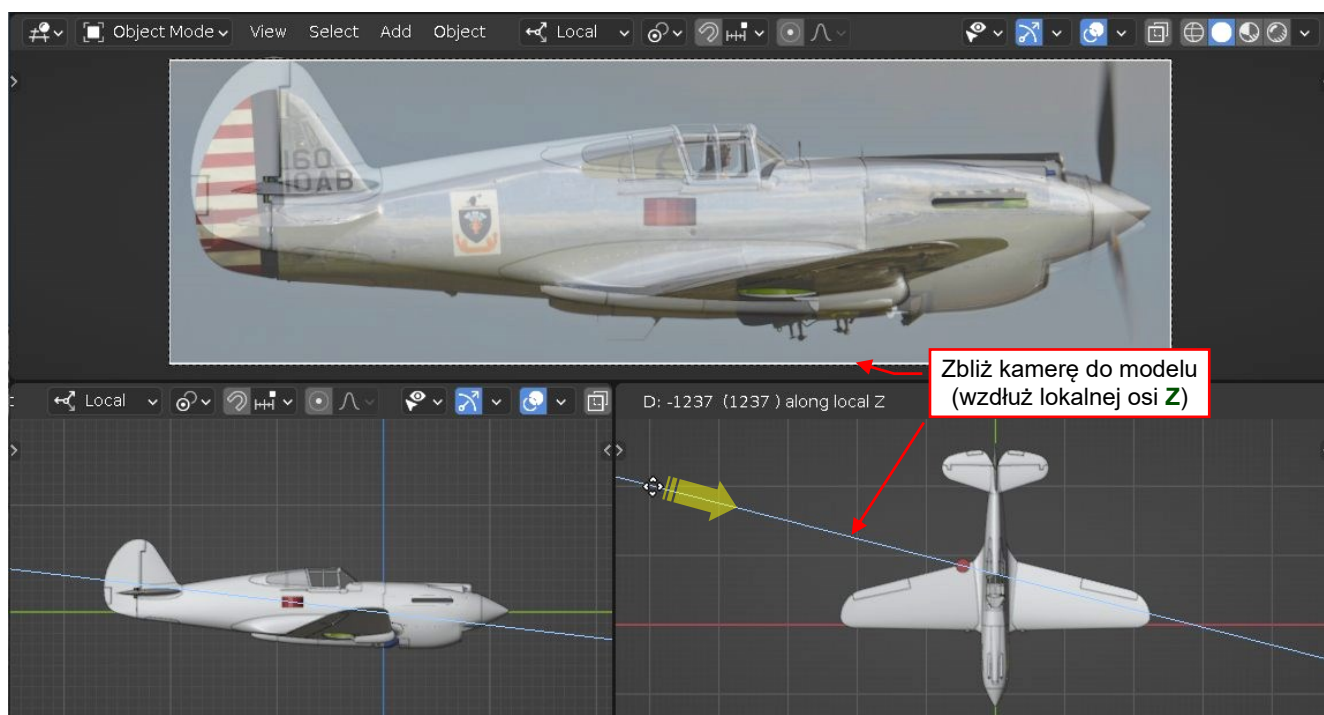 Object Mode View Select Add Object Local
160
10AB
Zbliż kamerę do modelu
(wzdłuż lokalnej osi Z)
Local
D: -1237 (1237 ) along local Z